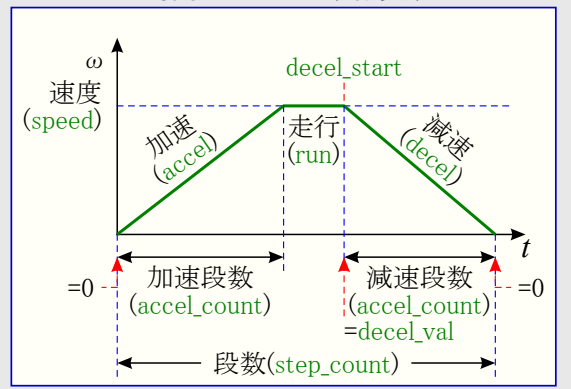 ω
速度
(speed)
decel_start
加速
(accel)
走行
(run)
減速
(decel)
t
=0
加速段数
(accel_count)
減速段数
(accel_count)
=decel_val
=0
段数(step_count)